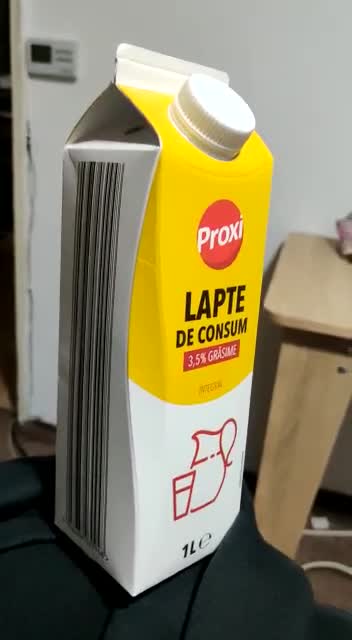 Proxi
LAPTE
DE CONSUM
3,5% GRĂSIME
INTEGRAL
1L℮